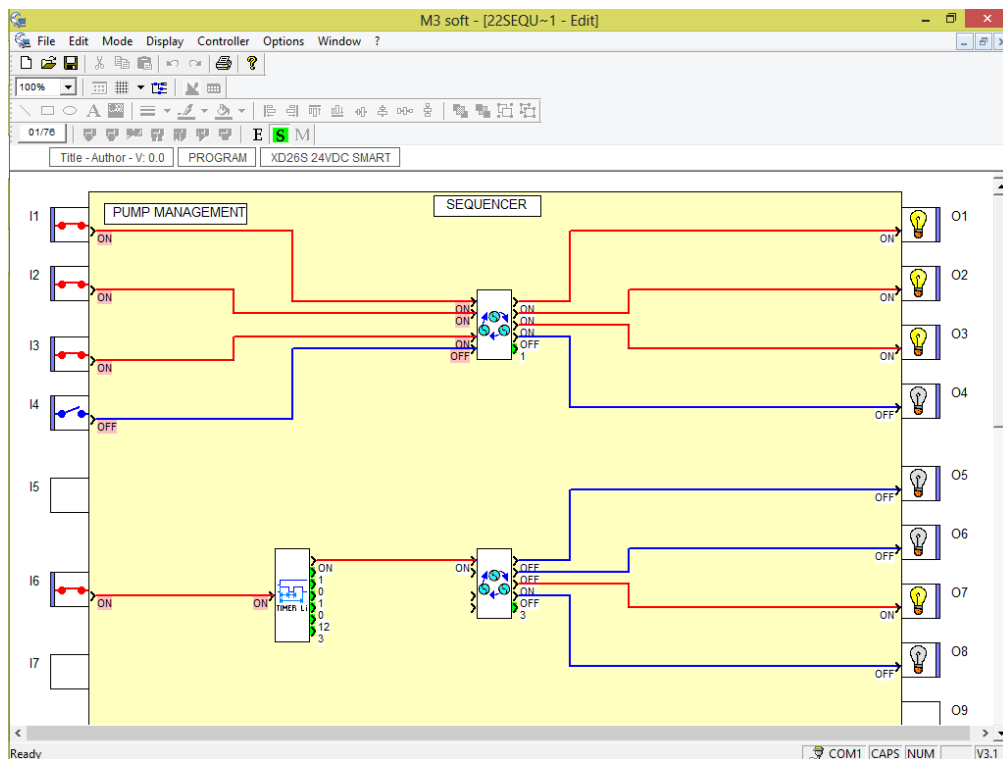 M3 soft - [22SEQU~1 - Edit]
File Edit Mode Display Controller Options Window ?
100%
01/76 E S M
Title - Author - V: 0.0 PROGRAM XD26S 24VDC SMART
PUMP MANAGEMENT SEQUENCER
I1 ON ON O1
I2 ON ON O2
ON ON
ON ON
ON ON
OFF OFF
1
I3 ON ON O3
I4 OFF OFF O4
I5 OFF O5
OFF O6
ON ON OFF
1 OFF
0 ON
1 OFF
0 3
12
3
I6 ON ON TIMER Li ON O7
I7 OFF O8
O9
Ready COM1 CAPS NUM V3.1